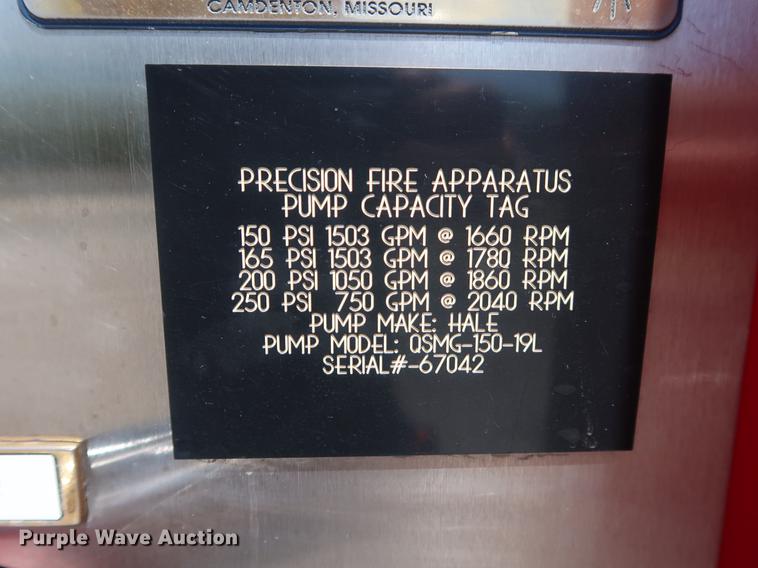 CAMDENTON, MISSOURI
PRECISION FIRE APPARATUS
PUMP CAPACITY TAG
150 PSI 1503 GPM @ 1660 RPM
165 PSI 1503 GPM @ 1780 RPM
200 PSI 1050 GPM @ 1860 RPM
250 PSI 750 GPM @ 2040 RPM
PUMP MAKE: HALE
PUMP MODEL: QSMG-150-19L
SERIAL#-67042
Purple Wave Auction